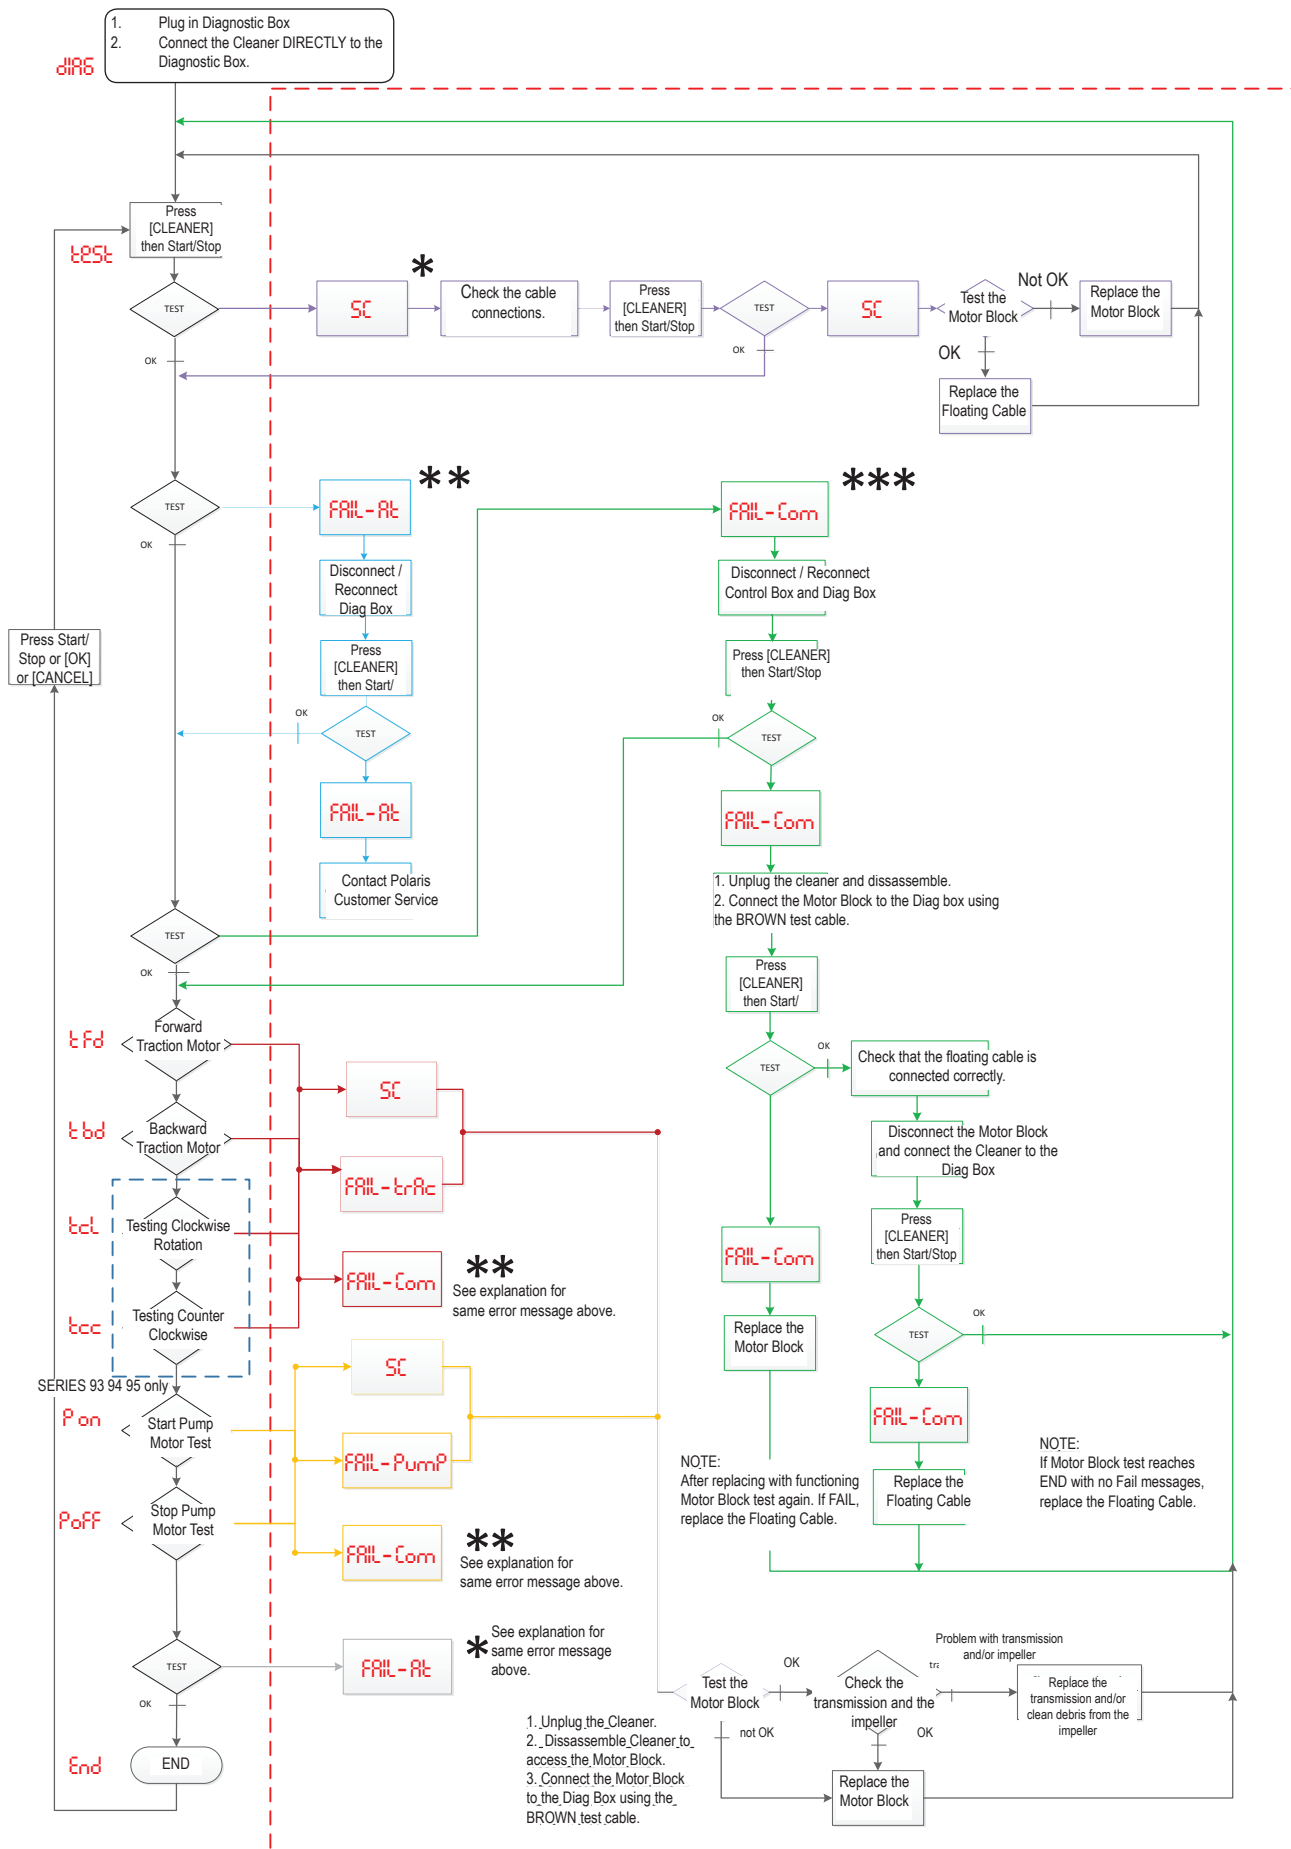 1. Plug in Diagnostic Box
2. Connect the Cleaner DIRECTLY to the
Diagnostic Box.
dIAG
Press
[CLEANER]
then Start/Stop
tESt
TEST
OK
SC
*
Check the cable
connections.
Press
[CLEANER]
then Start/Stop
TEST
OK
SC
Test the
Motor Block
Not OK
Replace the
Motor Block
OK
Replace the
Floating Cable
TEST
OK
FAIL-At
**
Disconnect /
Reconnect
Diag Box
Press
[CLEANER]
then Start/
OK
TEST
FAIL-At
Contact Polaris
Customer Service
FAIL-Com
***
Disconnect / Reconnect
Control Box and Diag Box
Press [CLEANER]
then Start/Stop
OK
TEST
FAIL-Com
1. Unplug the cleaner and dissassemble.
2. Connect the Motor Block to the Diag box using
the BROWN test cable.
Press
[CLEANER]
then Start/
TEST
OK
Check that the floating cable is
connected correctly.
Disconnect the Motor Block
and connect the Cleaner to the
Diag Box
Press
[CLEANER]
then Start/Stop
TEST
OK
FAIL-Com
Replace the
Motor Block
FAIL-Com
Replace the
Floating Cable
NOTE:
After replacing with functioning
Motor Block test again. If FAIL,
replace the Floating Cable.
NOTE:
If Motor Block test reaches
END with no Fail messages,
replace the Floating Cable.
Press Start/
Stop or [OK]
or [CANCEL]
TEST
OK
tFd
Forward
Traction Motor
tbd
Backward
Traction Motor
tcL
Testing Clockwise
Rotation
tcc
Testing Counter
Clockwise
SERIES 93 94 95 only
SC
FAIL-trAc
FAIL-Com
**
See explanation for
same error message above.
P on
Start Pump
Motor Test
PoFF
Stop Pump
Motor Test
SC
FAIL-PumP
FAIL-Com
**
See explanation for
same error message above.
TEST
OK
FAIL-At
*
See explanation for
same error message
above.
End
END
Test the
Motor Block
OK
not OK
1. Unplug the Cleaner.
2. Dissassemble Cleaner to
access the Motor Block.
3. Connect the Motor Block
to the Diag Box using the
BROWN test cable.
Check the
transmission and the
impeller
OK
Problem with transmission
and/or impeller
Replace the
transmission and/or
clean debris from the
impeller
Replace the
Motor Block